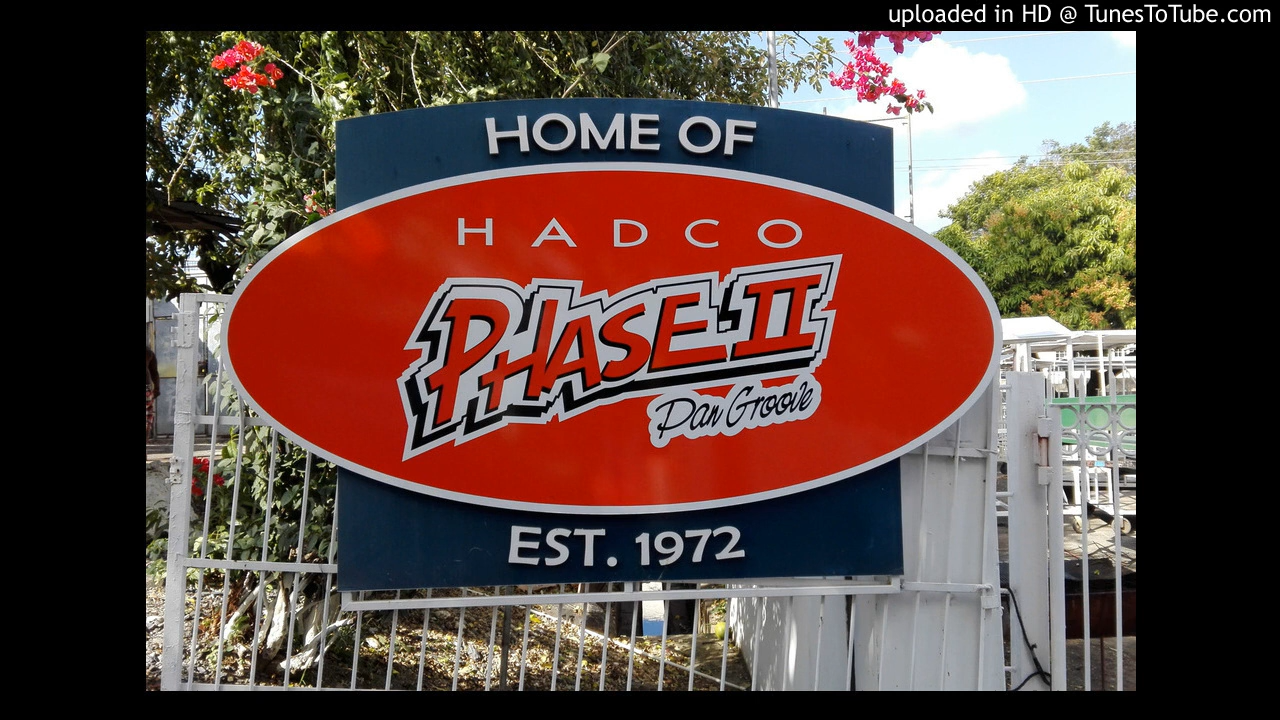 uploaded in HD @ TunesToTube.com
HOME OF
HADCO
PHASE II
Pan Groove
EST. 1972